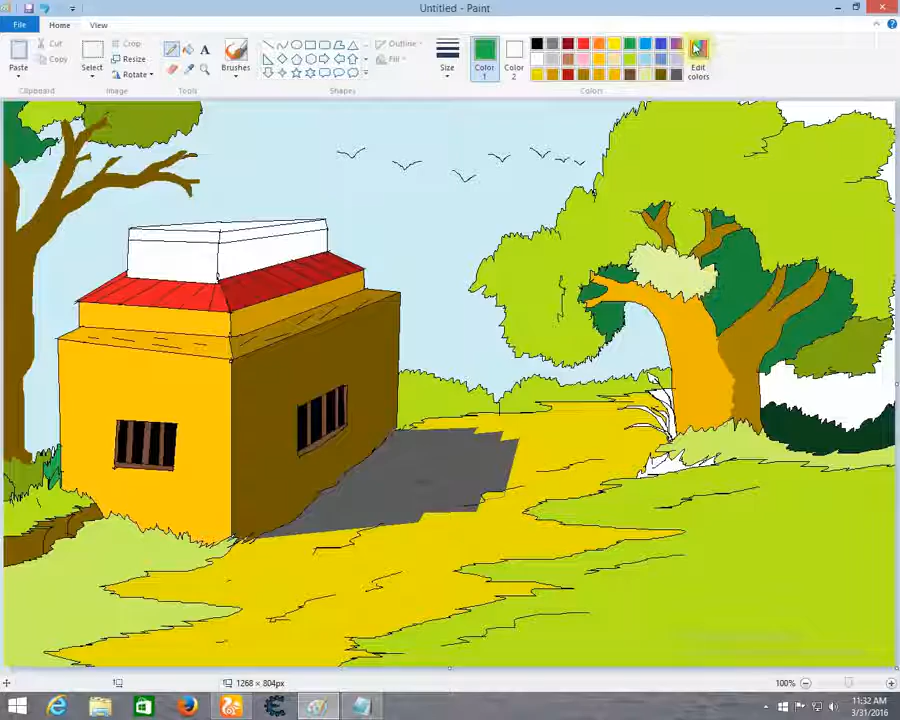 Untitled - Paint
File
Home
View
Paste
Cut
Copy
Clipboard
Select
Crop
Resize
Rotate
Image
Tools
Brushes
Shapes
Outline
Fill
Size
Color
1
Color
2
Edit
colors
Colors
1268 × 804px
100%
11:32 AM
3/31/2016